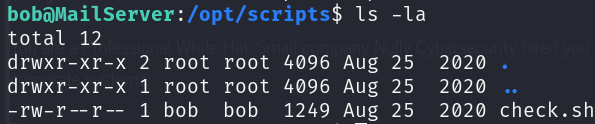 bob@MailServer:/opt/scripts$ ls -la
total 12
drwxr-xr-x 2 root root 4096 Aug 25  2020 .
drwxr-xr-x 3 root root 4096 Aug 25  2020 ..
-rw-r--r-- 1 bob  bob  1249 Aug 25  2020 check.sh